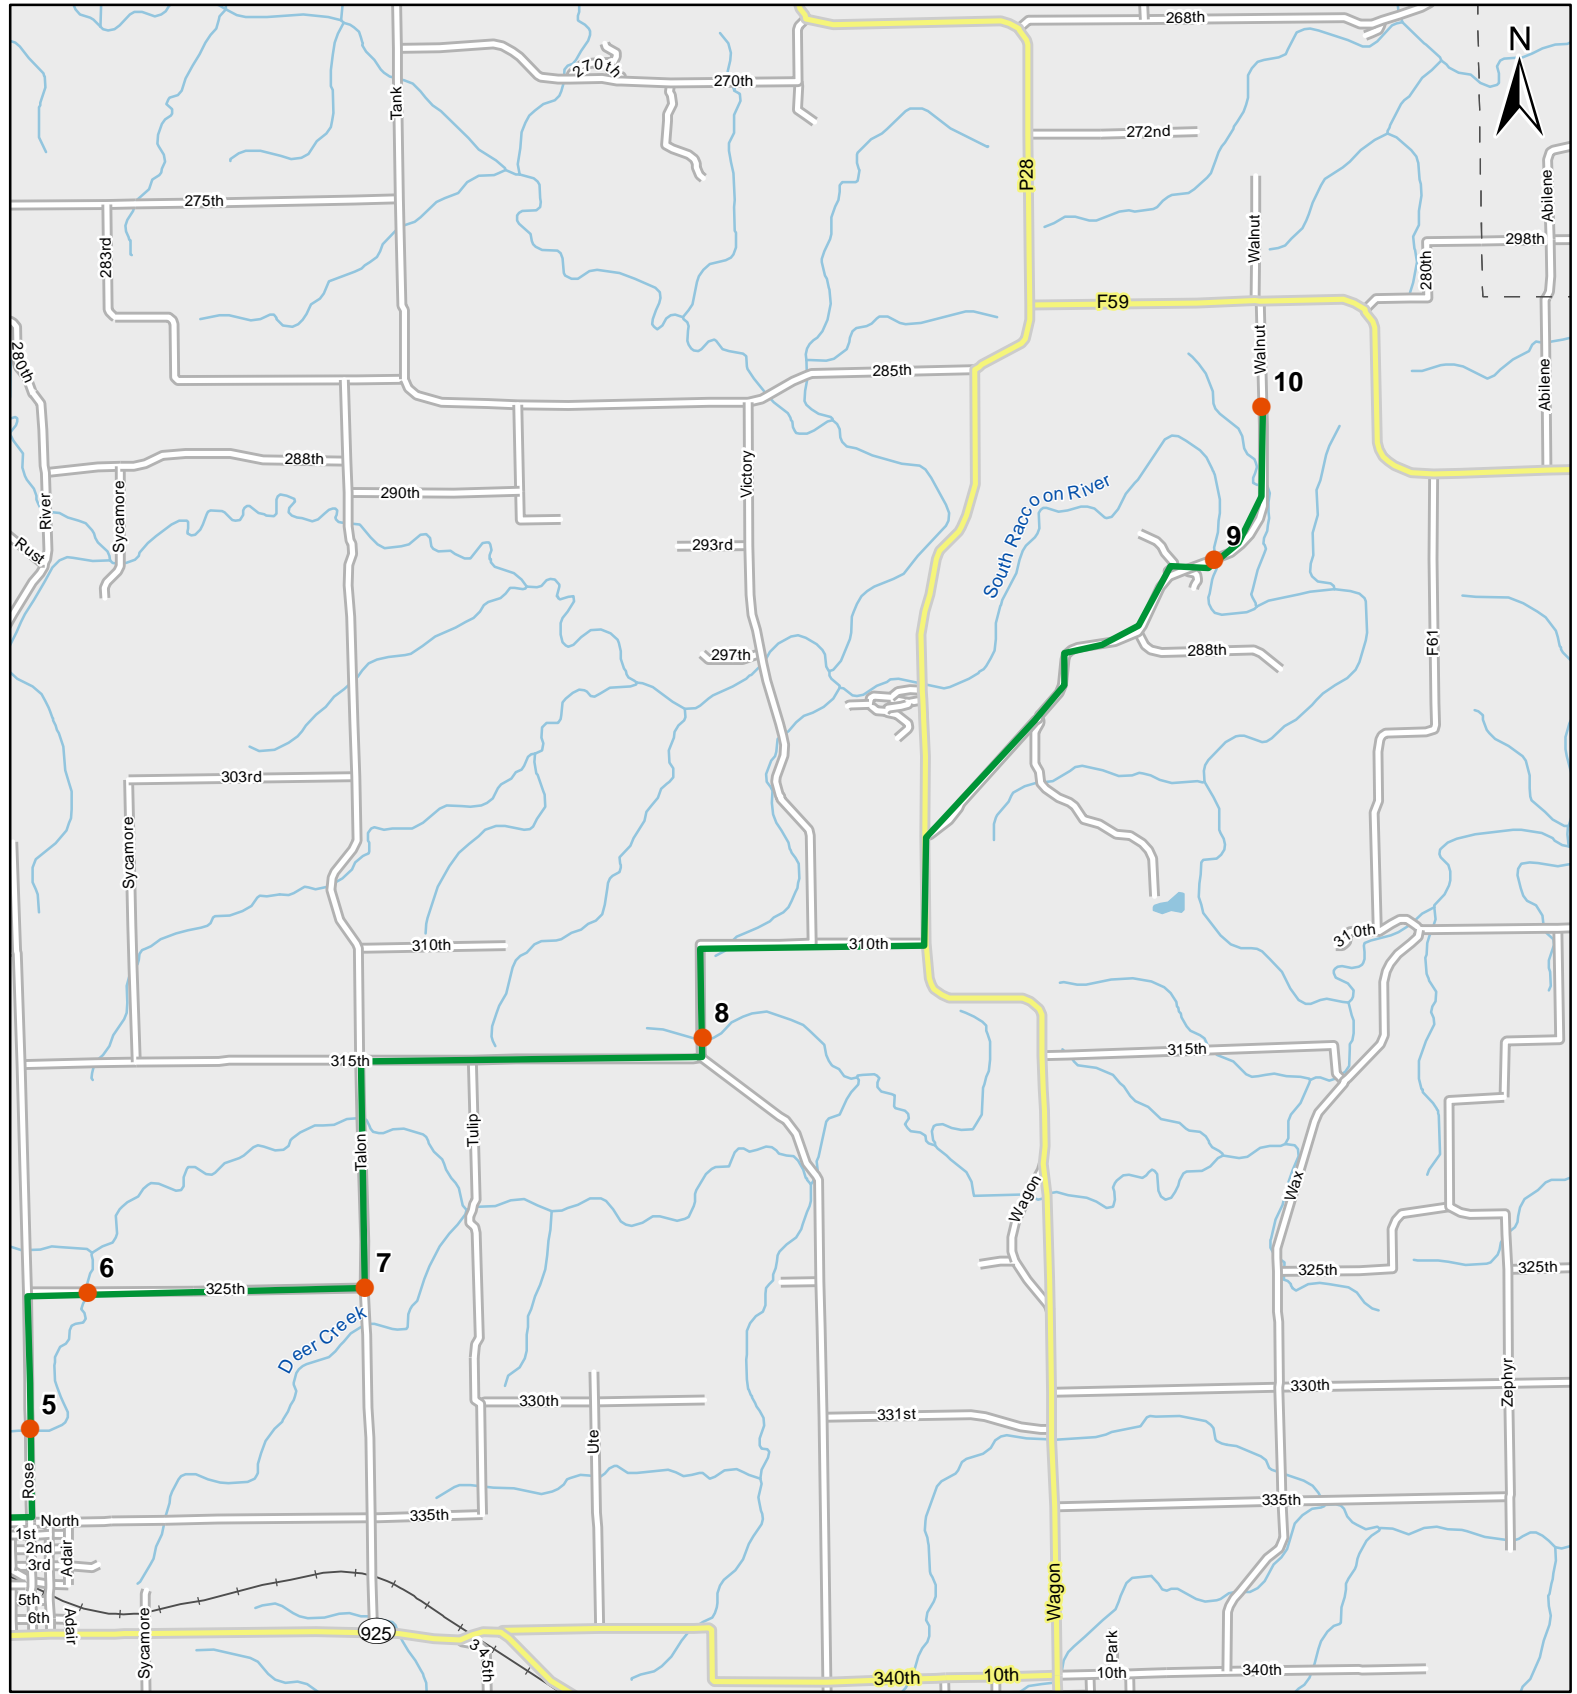 268th
N
270th
270th
Tank
272nd
P28
275th
Walnut
Abilene
283rd
298th
280th
F59
Walnut
280th
285th
10
Abilene
288th
Victory
290th
Sycamore
River
South Raccoon River
9
Rust
293rd
297th
288th
F61
303rd
Sycamore
310th
310th
310th
8
315th
315th
Tulip
Talon
Wax
Wagon
6
7
325th
325th
325th
Deer Creek
330th
Zephyr
5
330th
331st
Ute
Rose
335th
North
335th
1st
2nd
Adair
3rd
5th
6th
Adair
Wagon
925
Sycamore
345th
Park
340th
10th
10th
340th